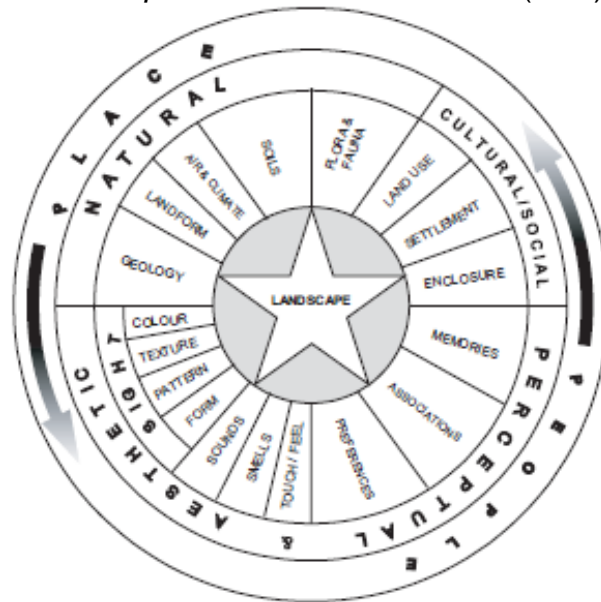 PLACE
NATURAL
CULTURAL/SOCIAL
GEOLOGY
LANDFORM
AIR & CLIMATE
SOILS
FLORA &
FAUNA
LAND USE
SETTLEMENT
ENCLOSURE
LANDSCAPE
MEMORIES
ASSOCIATIONS
PREFERENCES
TOUCH / FEEL
SMELLS
SOUNDS
FORM
PATTERN
TEXTURE
COLOUR
SIGHT
PERCEPTUAL & AESTHETIC
PEOPLE